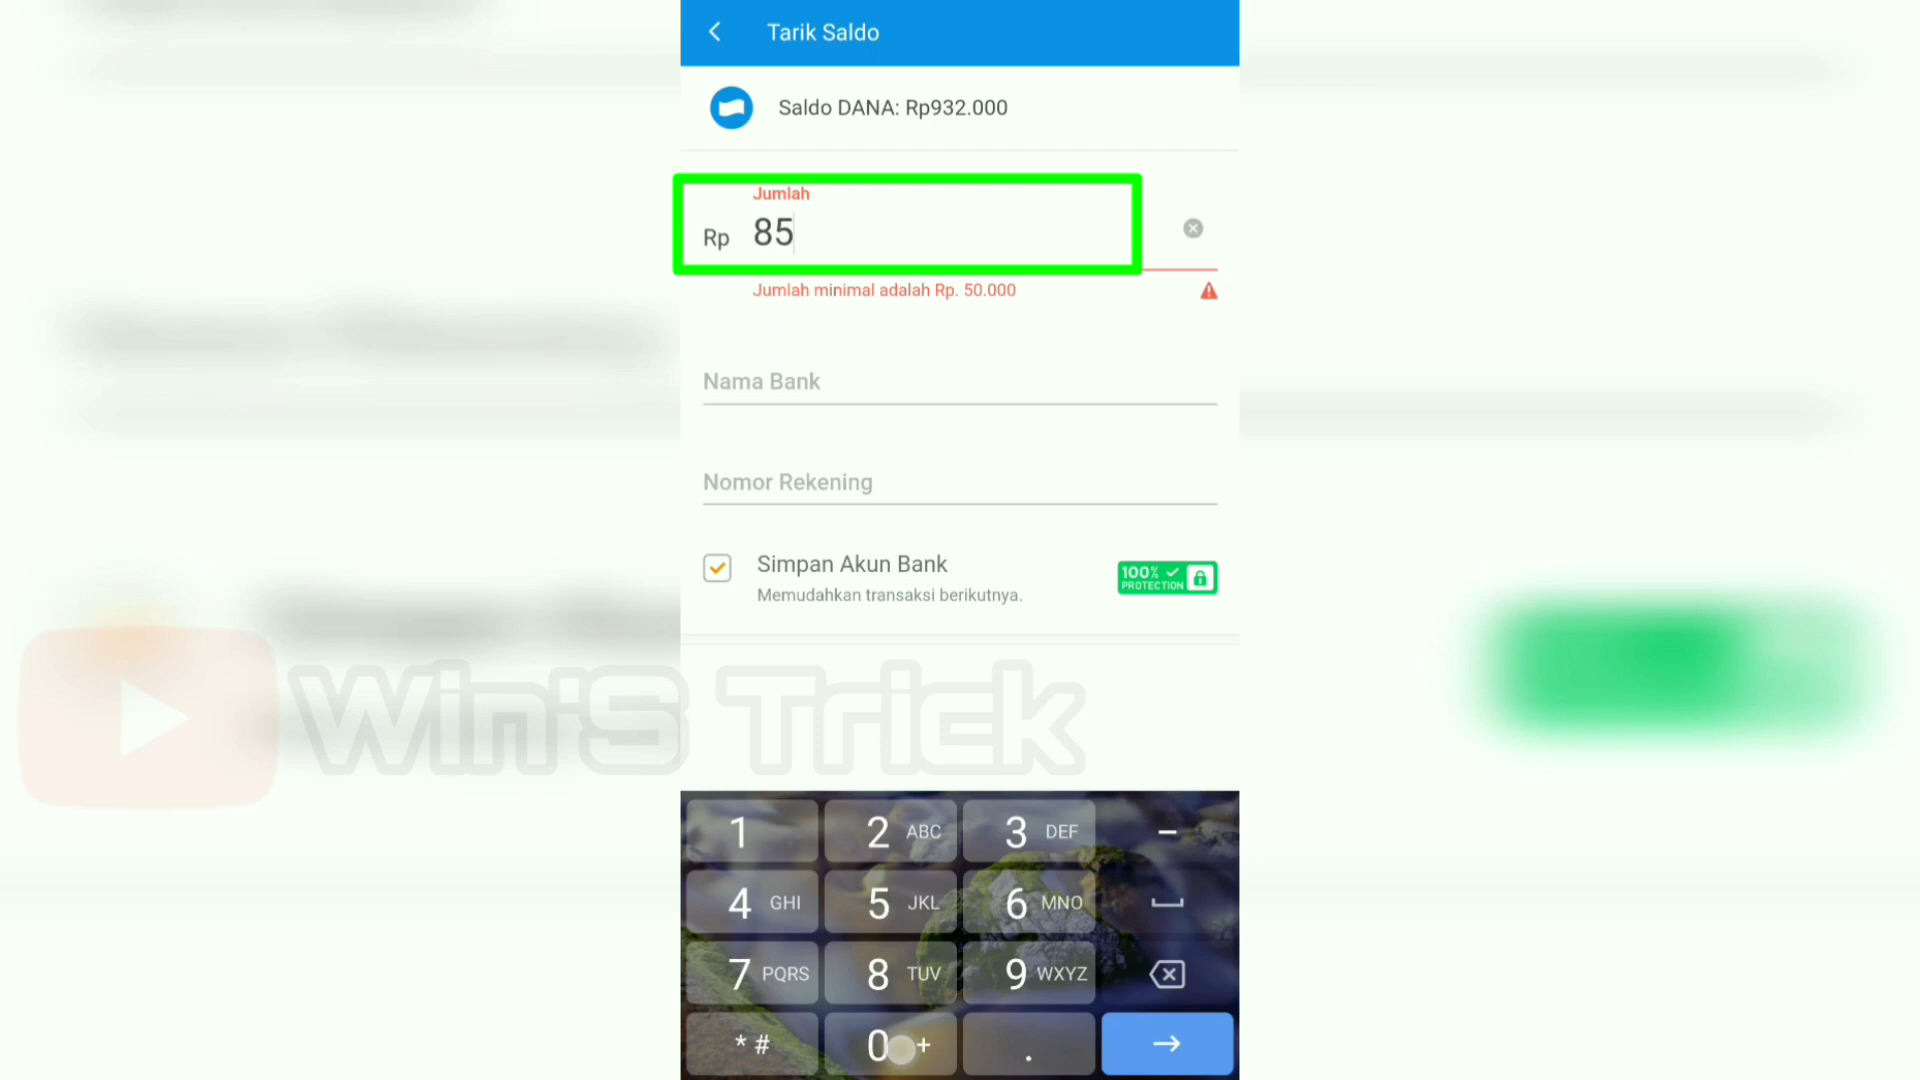 Tarik Saldo
Saldo DANA: Rp932.000
Jumlah
Rp 85
Jumlah minimal adalah Rp. 50.000
Nama Bank
Nomor Rekening
Simpan Akun Bank
Memudahkan transaksi berikutnya.
100%
PROTECTION
Win'S Trick
1
2 ABC
3 DEF
-
4 GHI
5 JKL
6 MNO
7 PQRS
8 TUV
9 WXYZ
* #
0 +
.